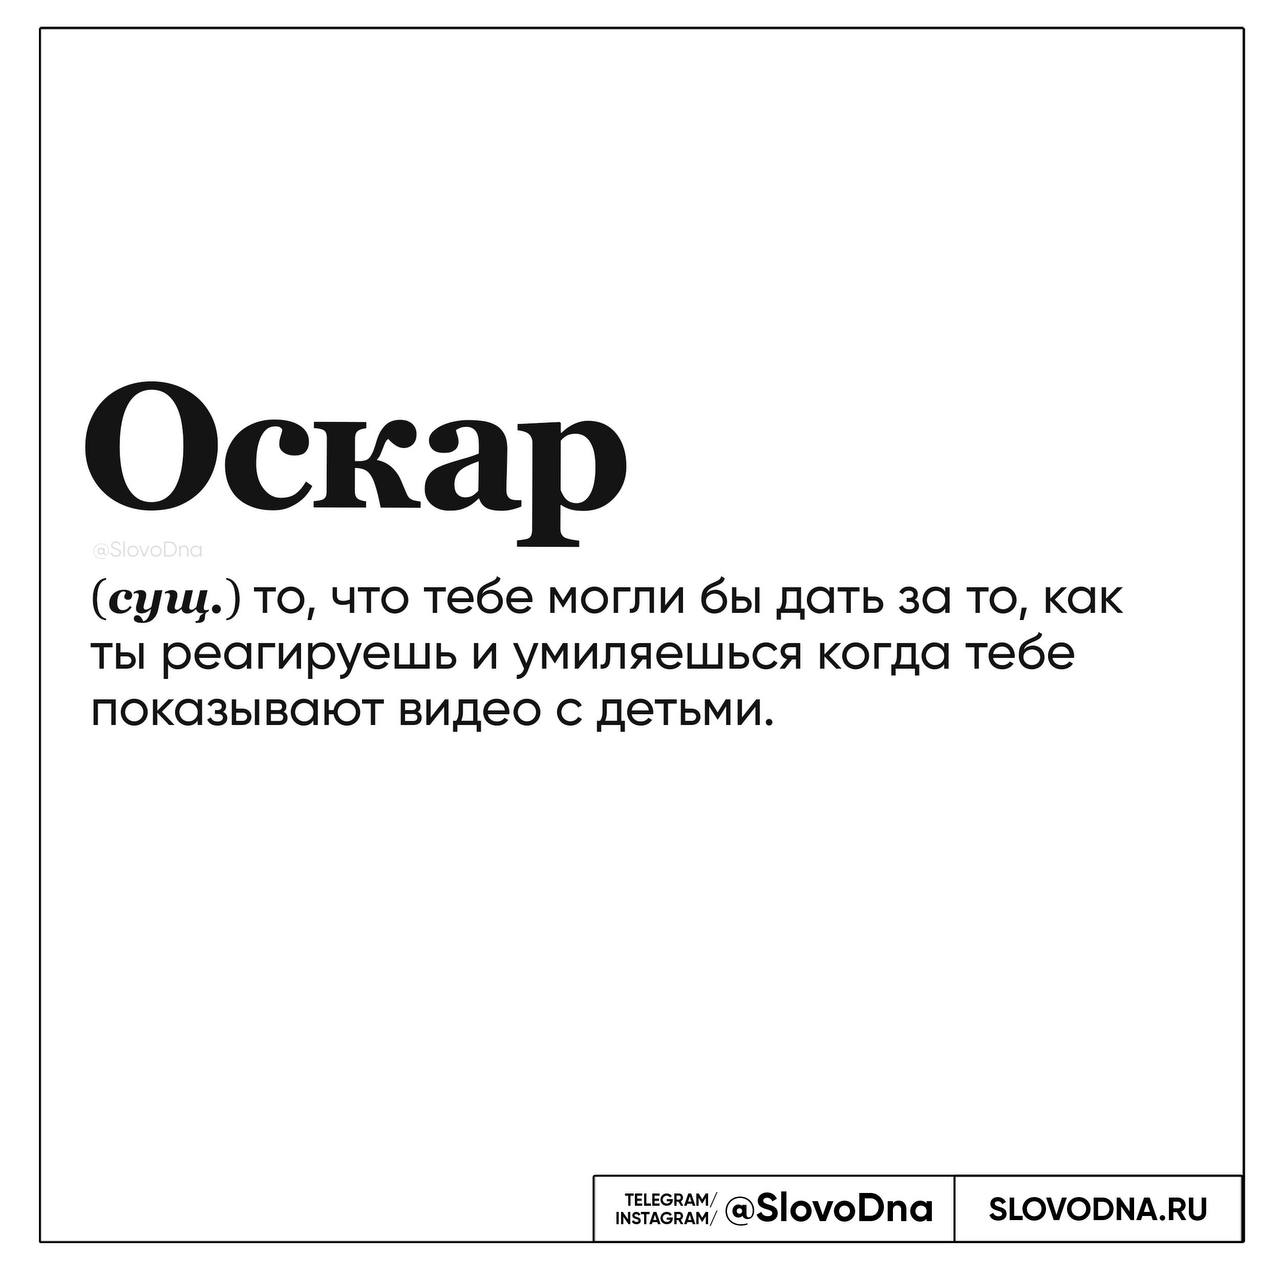 Оскар
@SlovoDna
(сущ.) то, что тебе могли бы дать за то, как
ты реагируешь и умиляешься когда тебе
показывают видео с детьми.
TELEGRAM/
INSTAGRAM/
@SlovoDna
SLOVODNA.RU